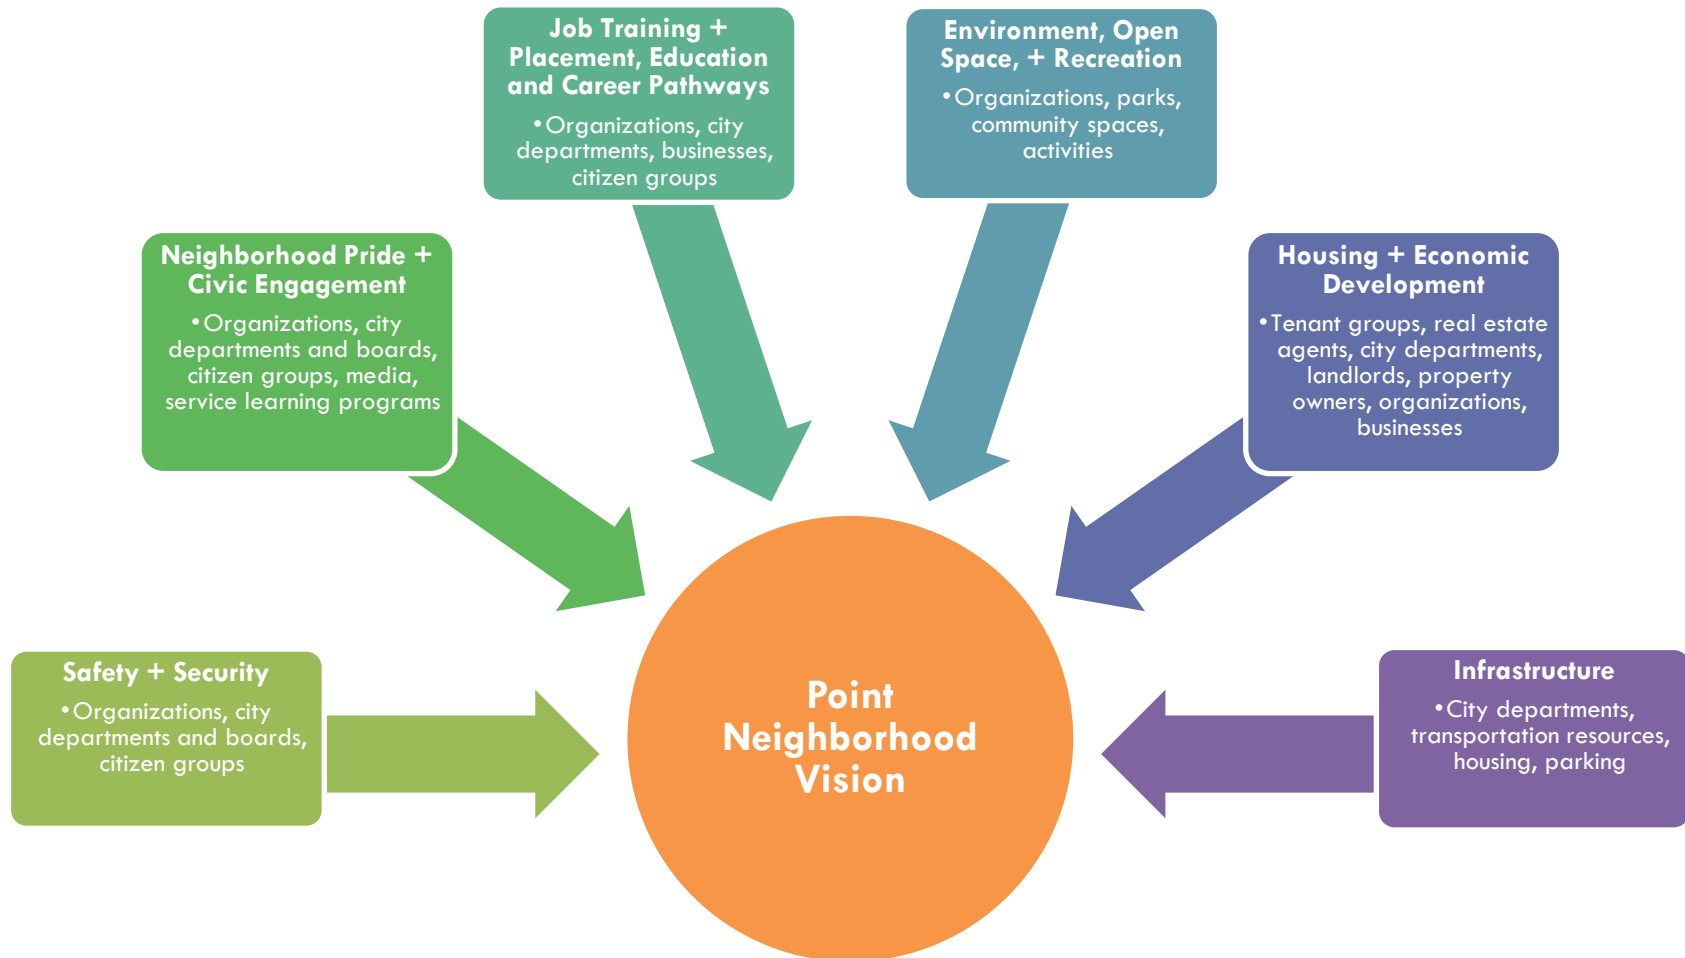 Job Training +
Placement, Education
and Career Pathways
•Organizations, city
departments, businesses,
citizen groups
Environment, Open
Space, + Recreation
•Organizations, parks,
community spaces,
activities
Neighborhood Pride +
Civic Engagement
•Organizations, city
departments and boards,
citizen groups, media,
service learning programs
Housing + Economic
Development
•Tenant groups, real estate
agents, city departments,
landlords, property
owners, organizations,
businesses
Safety + Security
•Organizations, city
departments and boards,
citizen groups
Point
Neighborhood
Vision
Infrastructure
•City departments,
transportation resources,
housing, parking